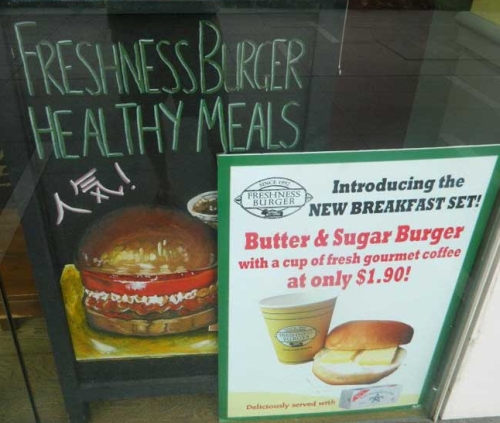 FRESHNESS BURGER
HEALTHY MEALS
人気!
SINCE 1992
FRESHNESS
BURGER
Introducing the
NEW BREAKFAST SET!
Butter & Sugar Burger
with a cup of fresh gourmet coffee
at only $1.90!
Deliciously served with